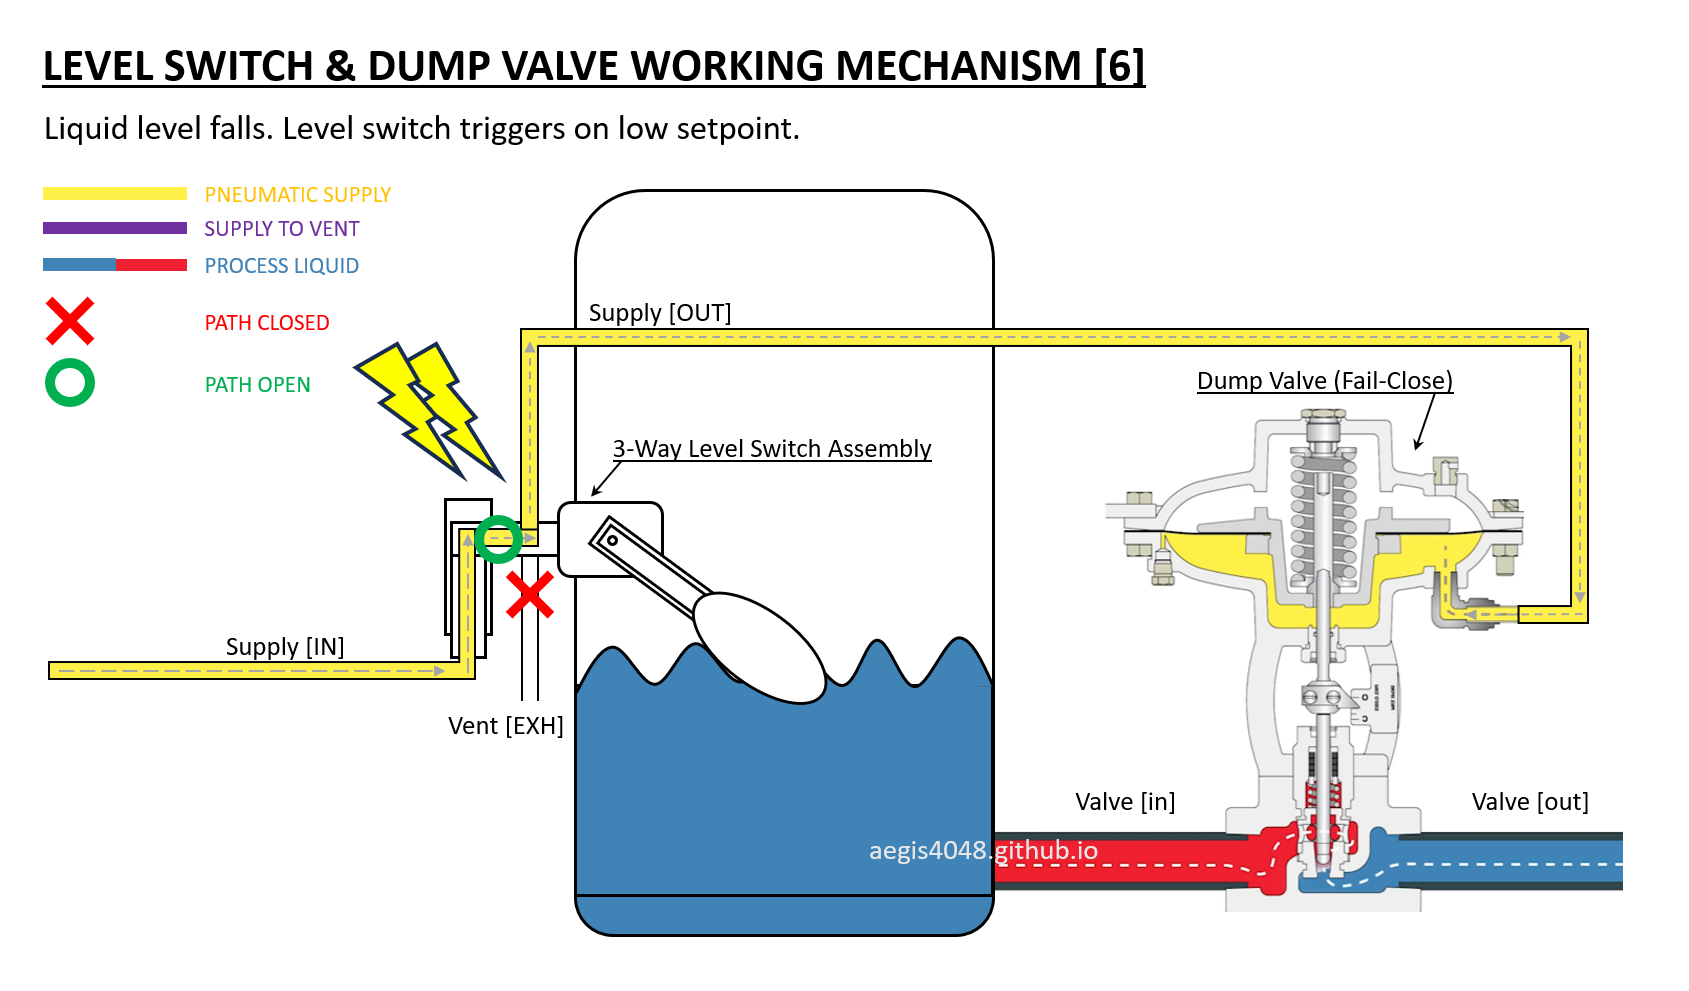 LEVEL SWITCH & DUMP VALVE WORKING MECHANISM [6]
Liquid level falls. Level switch triggers on low setpoint.
PNEUMATIC SUPPLY
SUPPLY TO VENT
PROCESS LIQUID
PATH CLOSED
PATH OPEN
Supply [OUT]
Dump Valve (Fail-Close)
3-Way Level Switch Assembly
Supply [IN]
Vent [EXH]
Valve [in]
Valve [out]
aegis4048.github.io